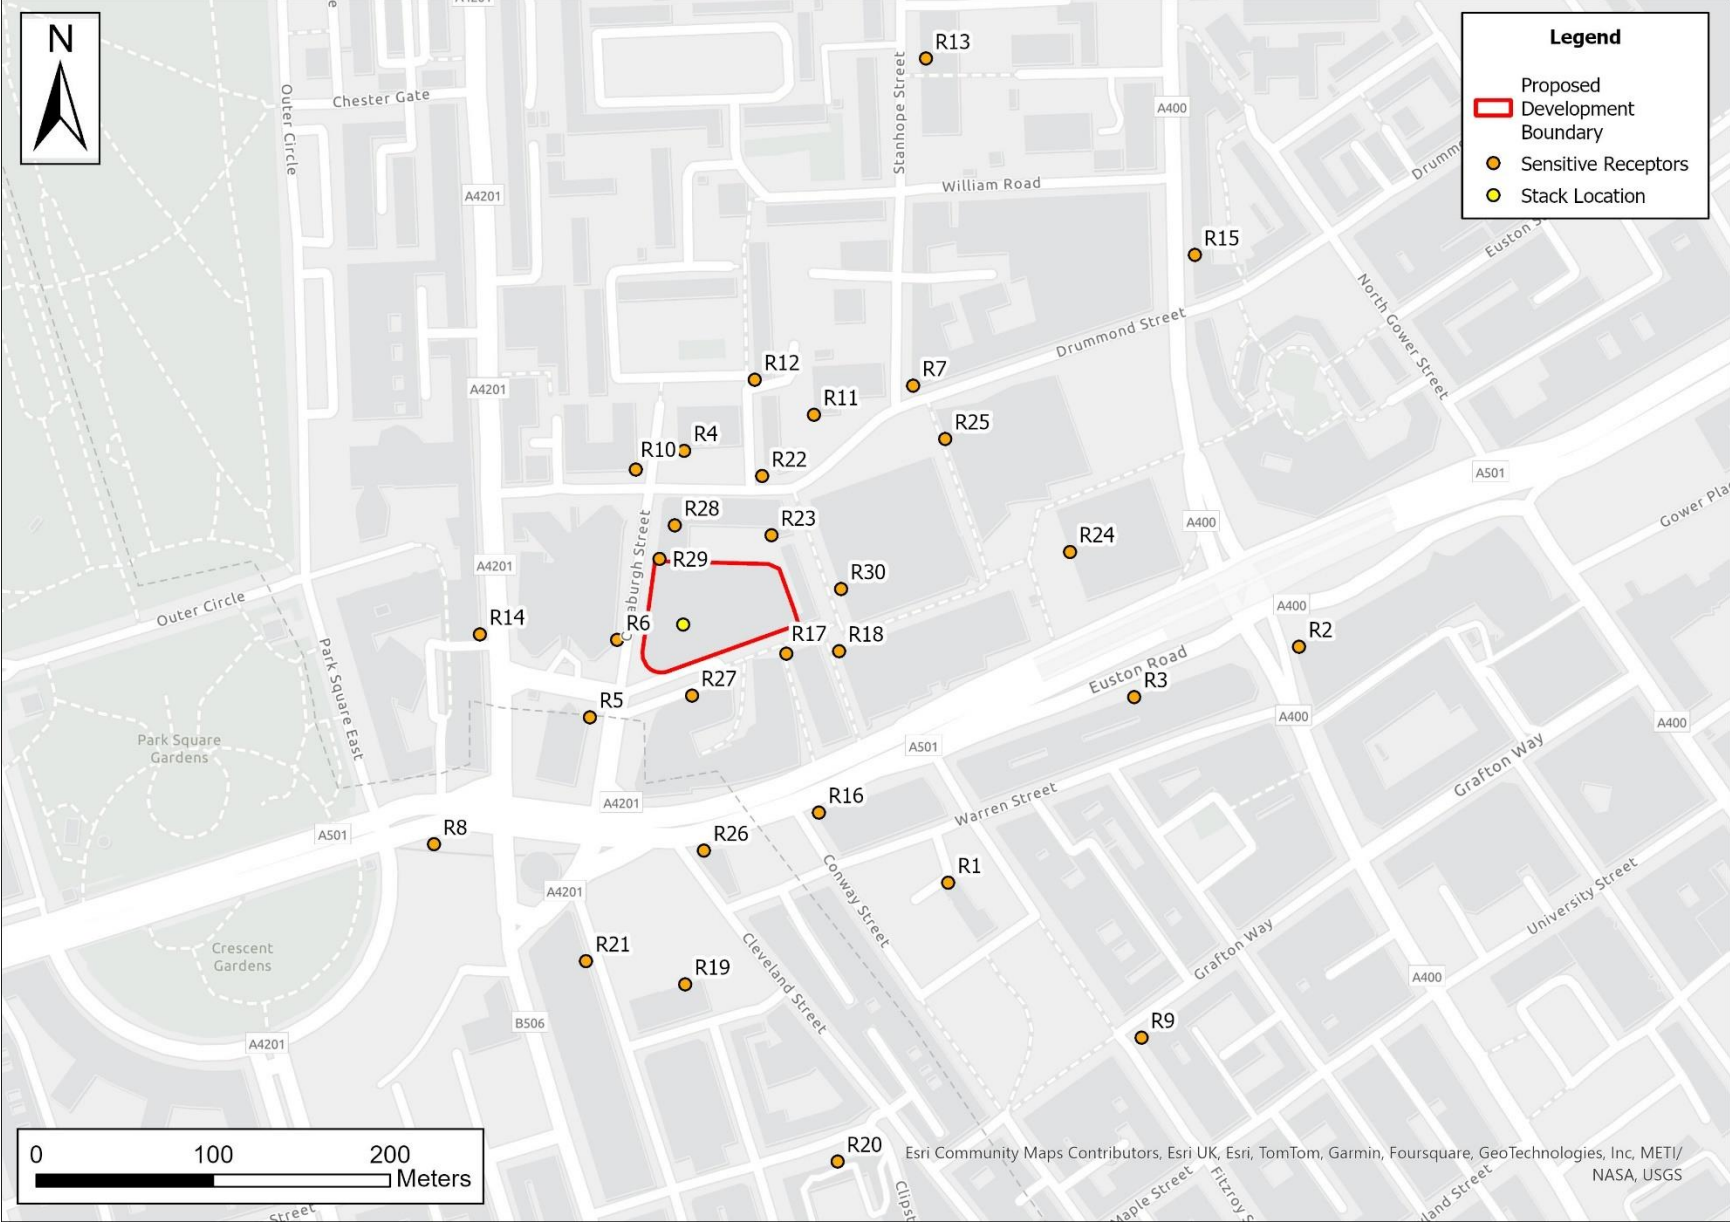 A4201
N
Outer Circle
Chester Gate
Stanhope Street
R13
A400
Legend
Proposed
Development
Boundary
Sensitive Receptors
Stack Location
A4201
William Road
R15
North Gower Street
Drummond Street
A4201
R12
R7
R11
R25
R4
R10
R22
A501
Gower
R28
R23
A400
R24
A4201
R29
R30
Outer Circle
A400
R14
R6
R17
R18
R2
Euston Road
R3
Park Square East
R27
R5
A400
A400
Park Square
Gardens
A501
Grafton Way
A4201
R16
Warren Street
A501
R8
R26
R1
Conway Street
A4201
University Street
Crescent
Gardens
R21
R19
Cleveland Street
Grafton Way
A400
B506
R9
A4201
0 100 200
Meters
R20
Esri Community Maps Contributors, Esri UK, Esri, TomTom, Garmin, Foursquare, GeoTechnologies, Inc, METI/
NASA, USGS
Maple Street
Street